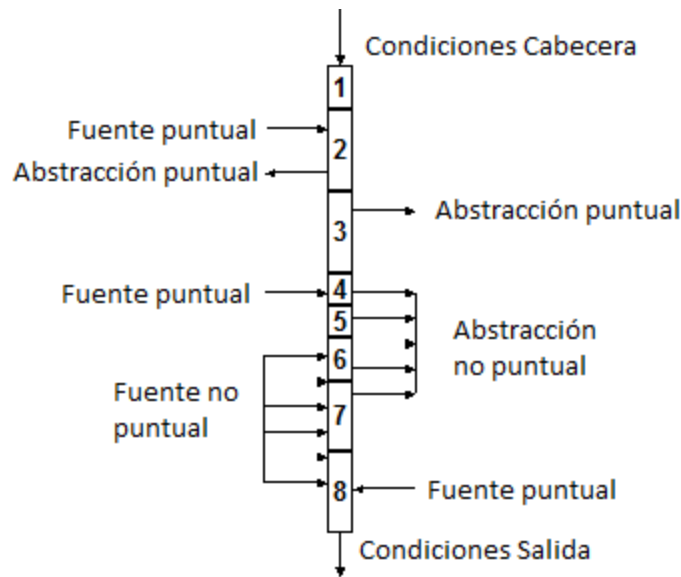 Condiciones Cabecera
1
Fuente puntual
2
Abstracción puntual
Abstracción puntual
3
Fuente puntual
4
5
Abstracción
no puntual
6
Fuente no
puntual
7
8
Fuente puntual
Condiciones Salida